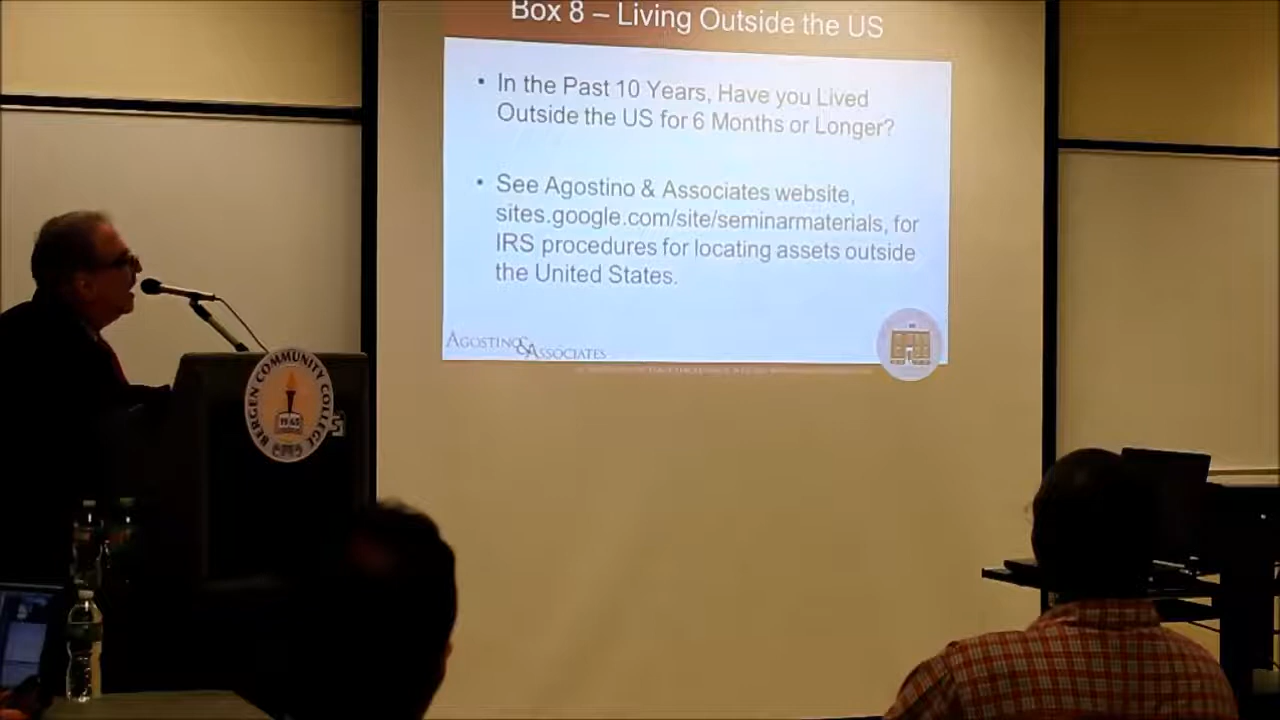 Box 8 – Living Outside the US
• In the Past 10 Years, Have you Lived
Outside the US for 6 Months or Longer?
• See Agostino & Associates website,
sites.google.com/site/seminarmaterials, for
IRS procedures for locating assets outside
the United States.
AGOSTINO & ASSOCIATES
BERGEN COMMUNITY COLLEGE
1965